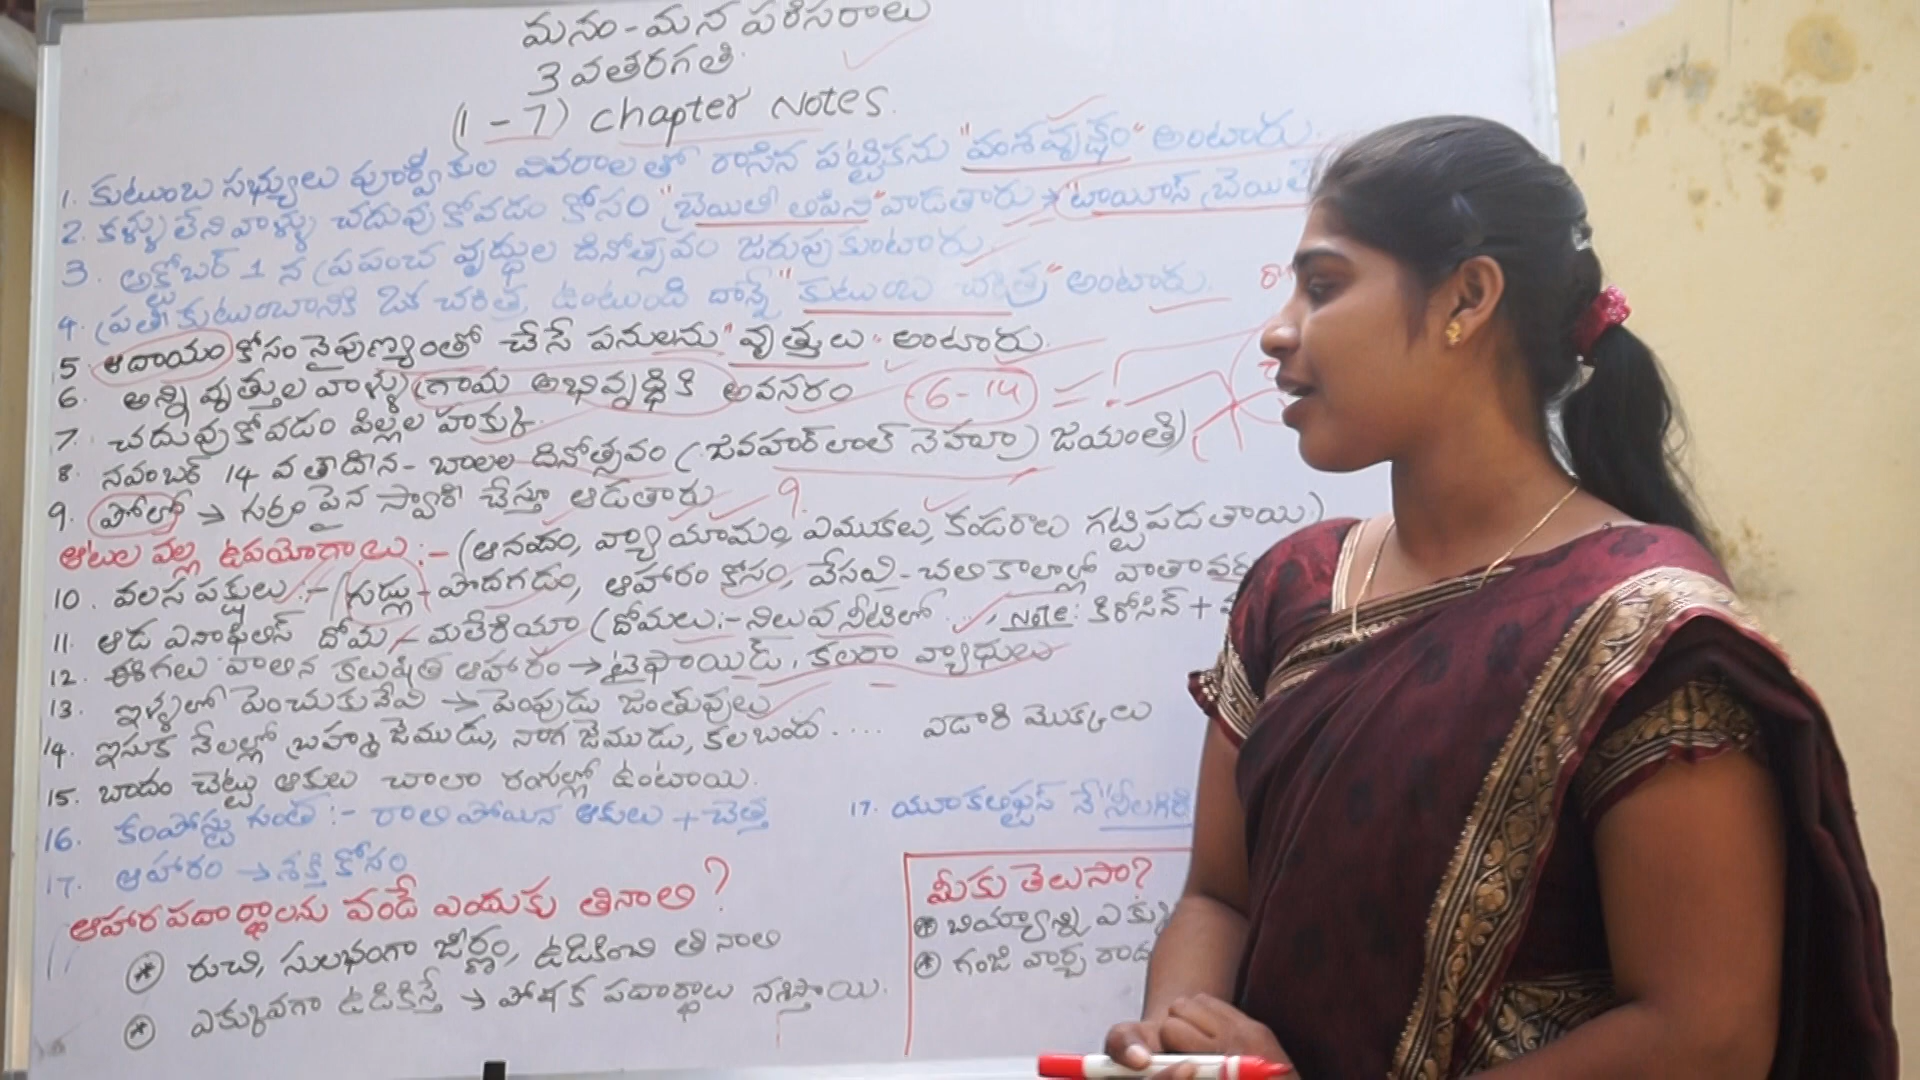 మనం-మన పరిసరాలు
3 వతరగతి.
(1 - 7) chapter Notes.
1. కుటుంబ సభ్యులు పూర్వీకుల వివరాలతో రాసిన పట్టికను "వంశవృక్షం" అంటారు.
2. కళ్ళు లేని వాళ్ళు చదువుకోవడం కోసం "బ్రెయిలీ లిపిని" వాడతారు → "లూయీస్ బ్రెయిలీ
3. అక్టోబర్ 1 న ప్రపంచ వృద్ధుల దినోత్సవం జరుపుకుంటారు.
4. ప్రతీ కుటుంబానికి ఒక చరిత్ర ఉంటుంది దాన్నే "కుటుంబ చరిత్ర" అంటారు.
5. ఆదాయం కోసం నైపుణ్యంతో చేసే పనులను "వృత్తులు" అంటారు.
6. అన్ని వృత్తుల వాళ్ళు గ్రామ అభివృద్ధికి అవసరం 6-14
7. చదువుకోవడం పిల్లల హక్కు.
8. నవంబర్ 14 వ తాదీన - బాలల దినోత్సవం (జవహర్ లాల్ నెహ్రూ జయంతి)
9. పోలో → గుర్రం పైన స్వారీ చేస్తూ ఆడతారు 9
ఆటల వల్ల ఉపయోగాలు :- (ఆనందం, వ్యాయామం, ఎముకలు, కండరాలు గట్టిపడతాయి)
10. వలస పక్షులు :- (గుడ్లు - పొదగడం, ఆహారం కోసం, వేసవి - చలికాలాల్లో
11. ఆడ ఎనాఫిలిస్ దోమ - మలేరియా (దోమలు :- నిలువ నీటిలో ...., Note: కిరోసిన్ +
12. ఈగలు వాలిన కలుషిత ఆహారం → టైఫాయిడ్, కలరా వ్యాధులు
13. ఇళ్ళలో పెంచుకునేవి → పెంపుడు జంతువులు
14. ఇసుక నేలల్లో బ్రహ్మ జెముడు, నాగ జెముడు, కలబంద .... ఎడారి మొక్కలు
15. బాదం చెట్టు ఆకులు చాలా రంగుల్లో ఉంటాయి.
16. కంపోస్టు గుంత :- రాలి పోయిన ఆకులు + చెత్త
17. యూకలిప్టస్ నే నీలగిరి
17. ఆహారం → శక్తి కోసం
ఆహార పదార్థాలను వండే ఎందుకు తినాలి?
* రుచి, సులభంగా జీర్ణం, ఉడికించి తినాలి
* ఎక్కువగా ఉడికిస్తే → పోషక పదార్థాలు నశిస్తాయి.
మీకు తెలుసా?
* బియ్యాన్ని
* గంజి వార్చ